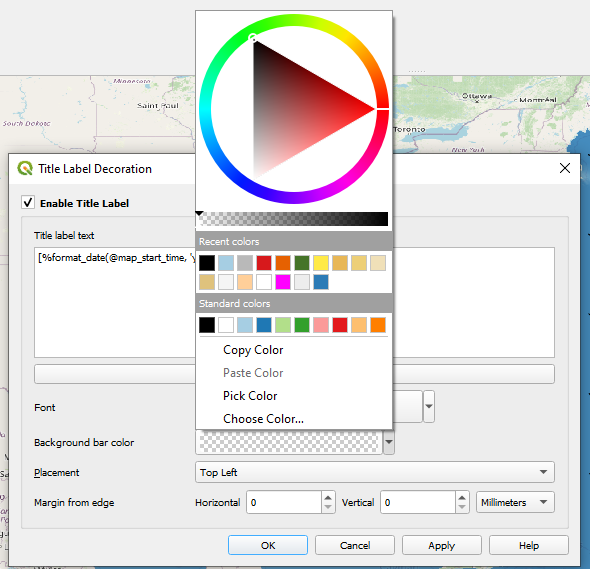 Minnesota
Saint Paul
South Dakota
Ottawa
Montréal
Toronto
New York
Title Label Decoration
Enable Title Label
Title label text
[%format_date(@map_start_time, 'y
Recent colors
Standard colors
Copy Color
Paste Color
Pick Color
Choose Color...
Font
Background bar color
Placement
Top Left
Margin from edge
Horizontal
0
Vertical
0
Millimeters
OK
Cancel
Apply
Help